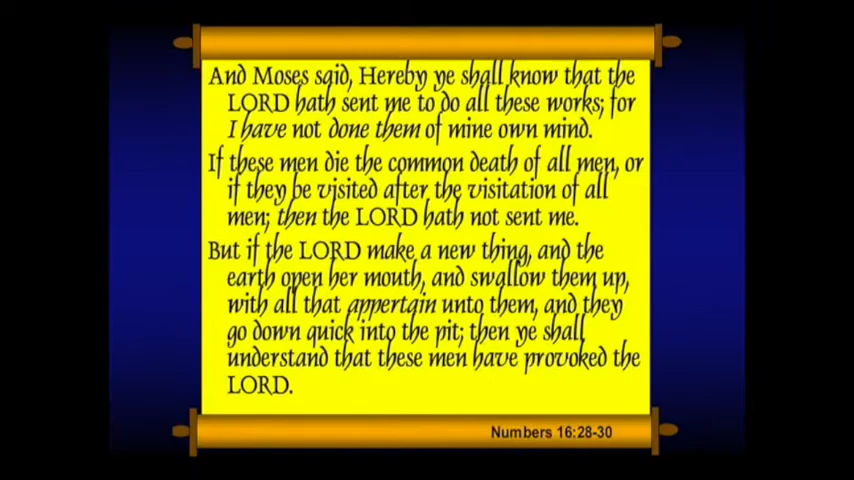 And Moses said, Hereby ye shall know that the
LORD hath sent me to do all these works; for
I have not done them of mine own mind.
If these men die the common death of all men, or
if they be visited after the visitation of all
men; then the LORD hath not sent me.
But if the LORD make a new thing, and the
earth open her mouth, and swallow them up,
with all that appertain unto them, and they
go down quick into the pit; then ye shall
understand that these men have provoked the
LORD.
Numbers 16:28-30